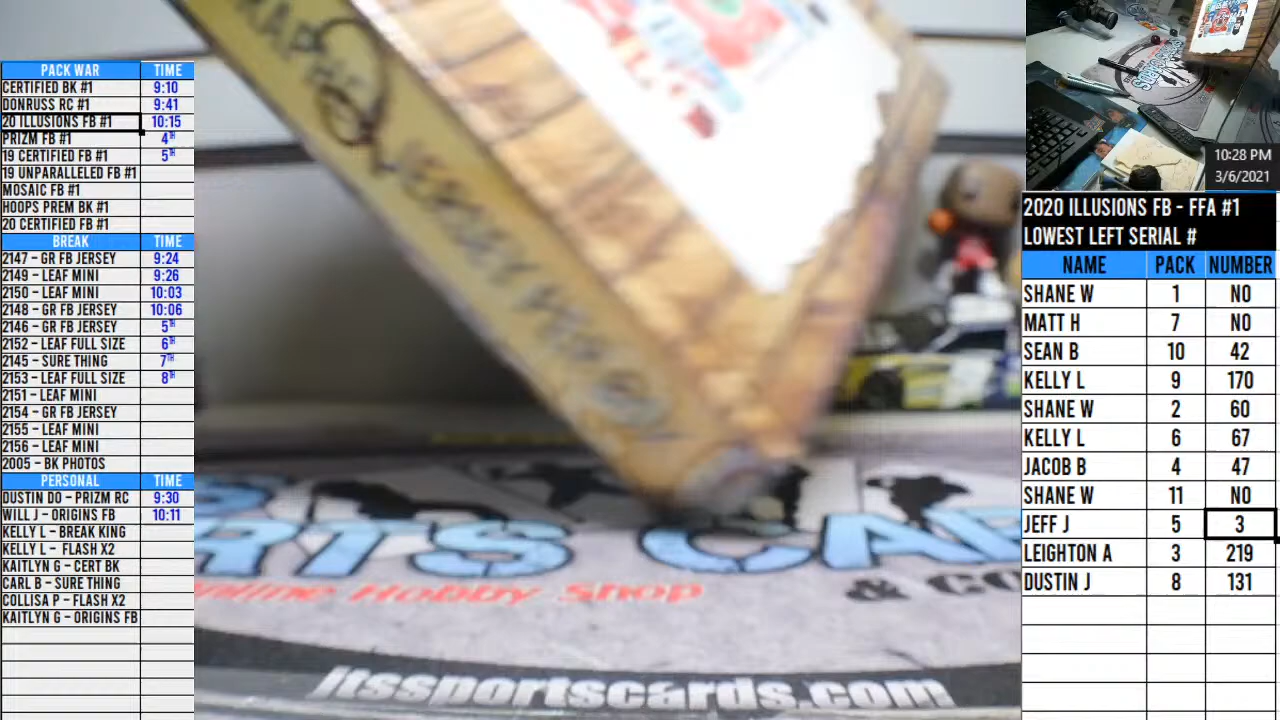 PACK WAR TIME
CERTIFIED BK #1 9:10
DONRUSS RC #1 9:41
20 ILLUSIONS FB #1 10:15
PRIZM FB #1 4TH
19 CERTIFIED FB #1 5TH
19 UNPARALLELED FB #1
MOSAIC FB #1
HOOPS PREM BK #1
20 CERTIFIED FB #1
BREAK TIME
2147 - GR FB JERSEY 9:24
2149 - LEAF MINI 9:26
2150 - LEAF MINI 10:03
2148 - GR FB JERSEY 10:06
2146 - GR FB JERSEY 5TH
2152 - LEAF FULL SIZE 6TH
2145 - SURE THING 7TH
2153 - LEAF FULL SIZE 8TH
2151 - LEAF MINI
2154 - GR FB JERSEY
2155 - LEAF MINI
2156 - LEAF MINI
2005 - BK PHOTOS
PERSONAL TIME
DUSTIN DO - PRIZM RC 9:30
WILL J - ORIGINS FB 10:11
KELLY L - BREAK KING
KELLY L - FLASH X2
KAITLYN G - CERT BK
CARL B - SURE THING
COLLISA P - FLASH X2
KAITLYN G - ORIGINS FB
RTS CAR
nline Hobby Shop
& CO
itssportscards.com
10:28 PM
3/6/2021
2020 ILLUSIONS FB - FFA #1
LOWEST LEFT SERIAL #
NAME PACK NUMBER
SHANE W 1 NO
MATT H 7 NO
SEAN B 10 42
KELLY L 9 170
SHANE W 2 60
KELLY L 6 67
JACOB B 4 47
SHANE W 11 NO
JEFF J 5 3
LEIGHTON A 3 219
DUSTIN J 8 131